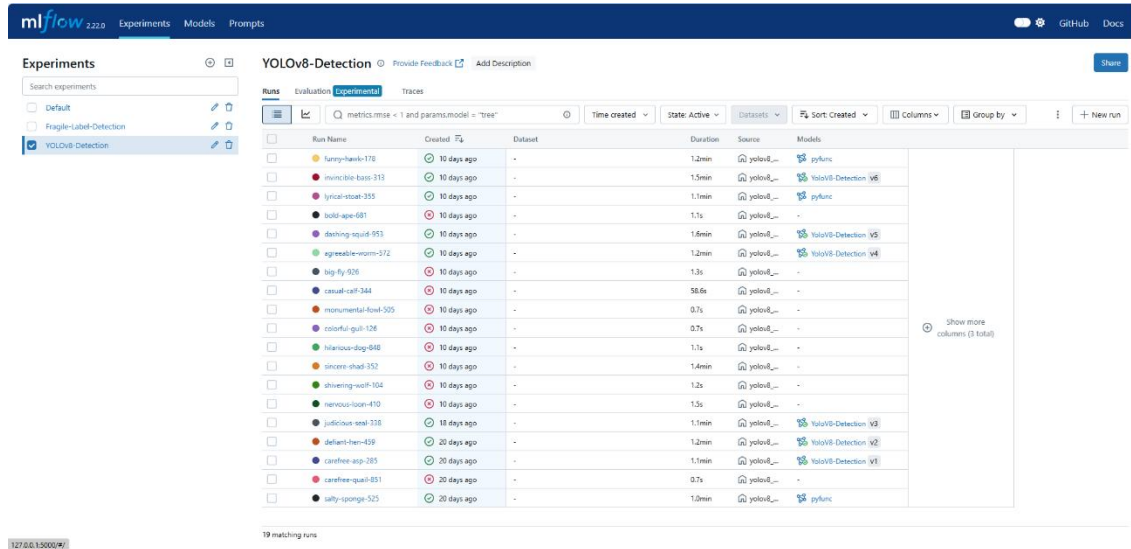 mlflow 2.22.0 Experiments Models Prompts GitHub Docs
Experiments
Search experiments
Default
Fragile-Label-Detection
YOLOv8-Detection
YOLOv8-Detection Provide Feedback Add Description Share
Runs Evaluation Experimental Traces
metrics.rmse < 1 and params.model = "tree" Time created State: Active Datasets Sort: Created Columns Group by + New run
Run Name Created Dataset Duration Source Models
funny-hawk-178 10 days ago - 1.2min yolov8_... pyfunc
invincible-bass-313 10 days ago - 1.5min yolov8_... YoloV8-Detection v6
lyrical-stoat-355 10 days ago - 1.1min yolov8_... pyfunc
bold-ape-681 10 days ago - 1.1s yolov8_... -
dashing-squid-953 10 days ago - 1.6min yolov8_... YoloV8-Detection v5
agreeable-worm-572 10 days ago - 1.2min yolov8_... YoloV8-Detection v4
big-fly-926 10 days ago - 1.3s yolov8_... -
casual-calf-344 10 days ago - 58.6s yolov8_... -
monumental-fowl-505 10 days ago - 0.7s yolov8_... -
colorful-gull-126 10 days ago - 0.7s yolov8_... -
hilarious-dog-848 10 days ago - 1.1s yolov8_... -
sincere-shad-352 10 days ago - 1.4min yolov8_... -
shivering-wolf-104 10 days ago - 1.2s yolov8_... -
nervous-loon-410 10 days ago - 1.5s yolov8_... -
judicious-seal-338 18 days ago - 1.1min yolov8_... YoloV8-Detection v3
defiant-hen-459 20 days ago - 1.2min yolov8_... YoloV8-Detection v2
carefree-asp-285 20 days ago - 1.1min yolov8_... YoloV8-Detection v1
carefree-quail-851 20 days ago - 0.7s yolov8_... -
salty-sponge-525 20 days ago - 1.0min yolov8_... pyfunc
Show more
columns (3 total)
19 matching runs
127.0.0.1:5000/#/